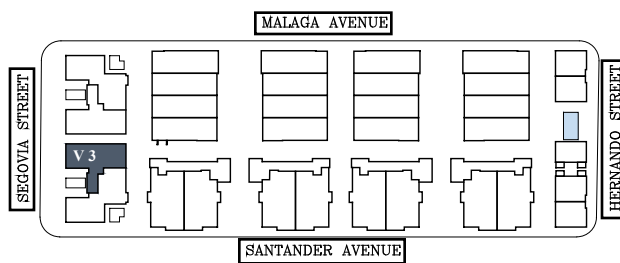 MALAGA AVENUE
SEGOVIA STREET
HERNANDO STREET
V 3
SANTANDER AVENUE